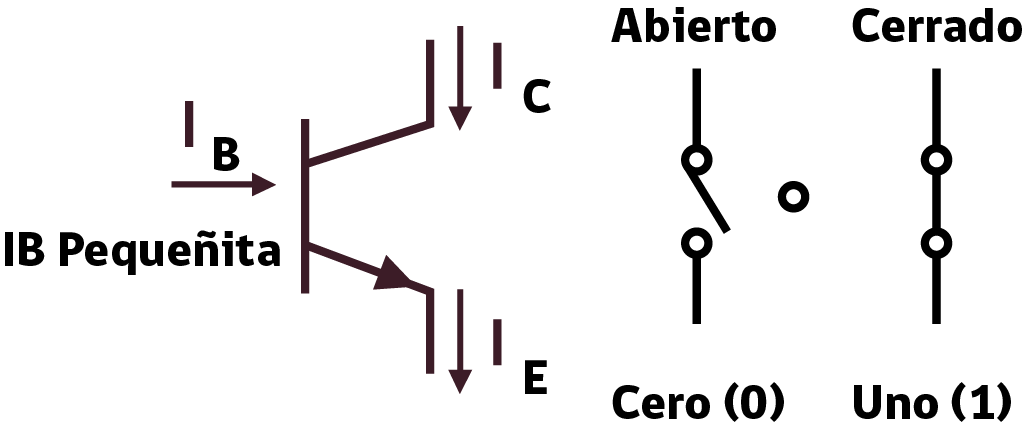 I B
IB Pequeñita
I C
I E
Abierto
Cerrado
Cero (0)
Uno (1)